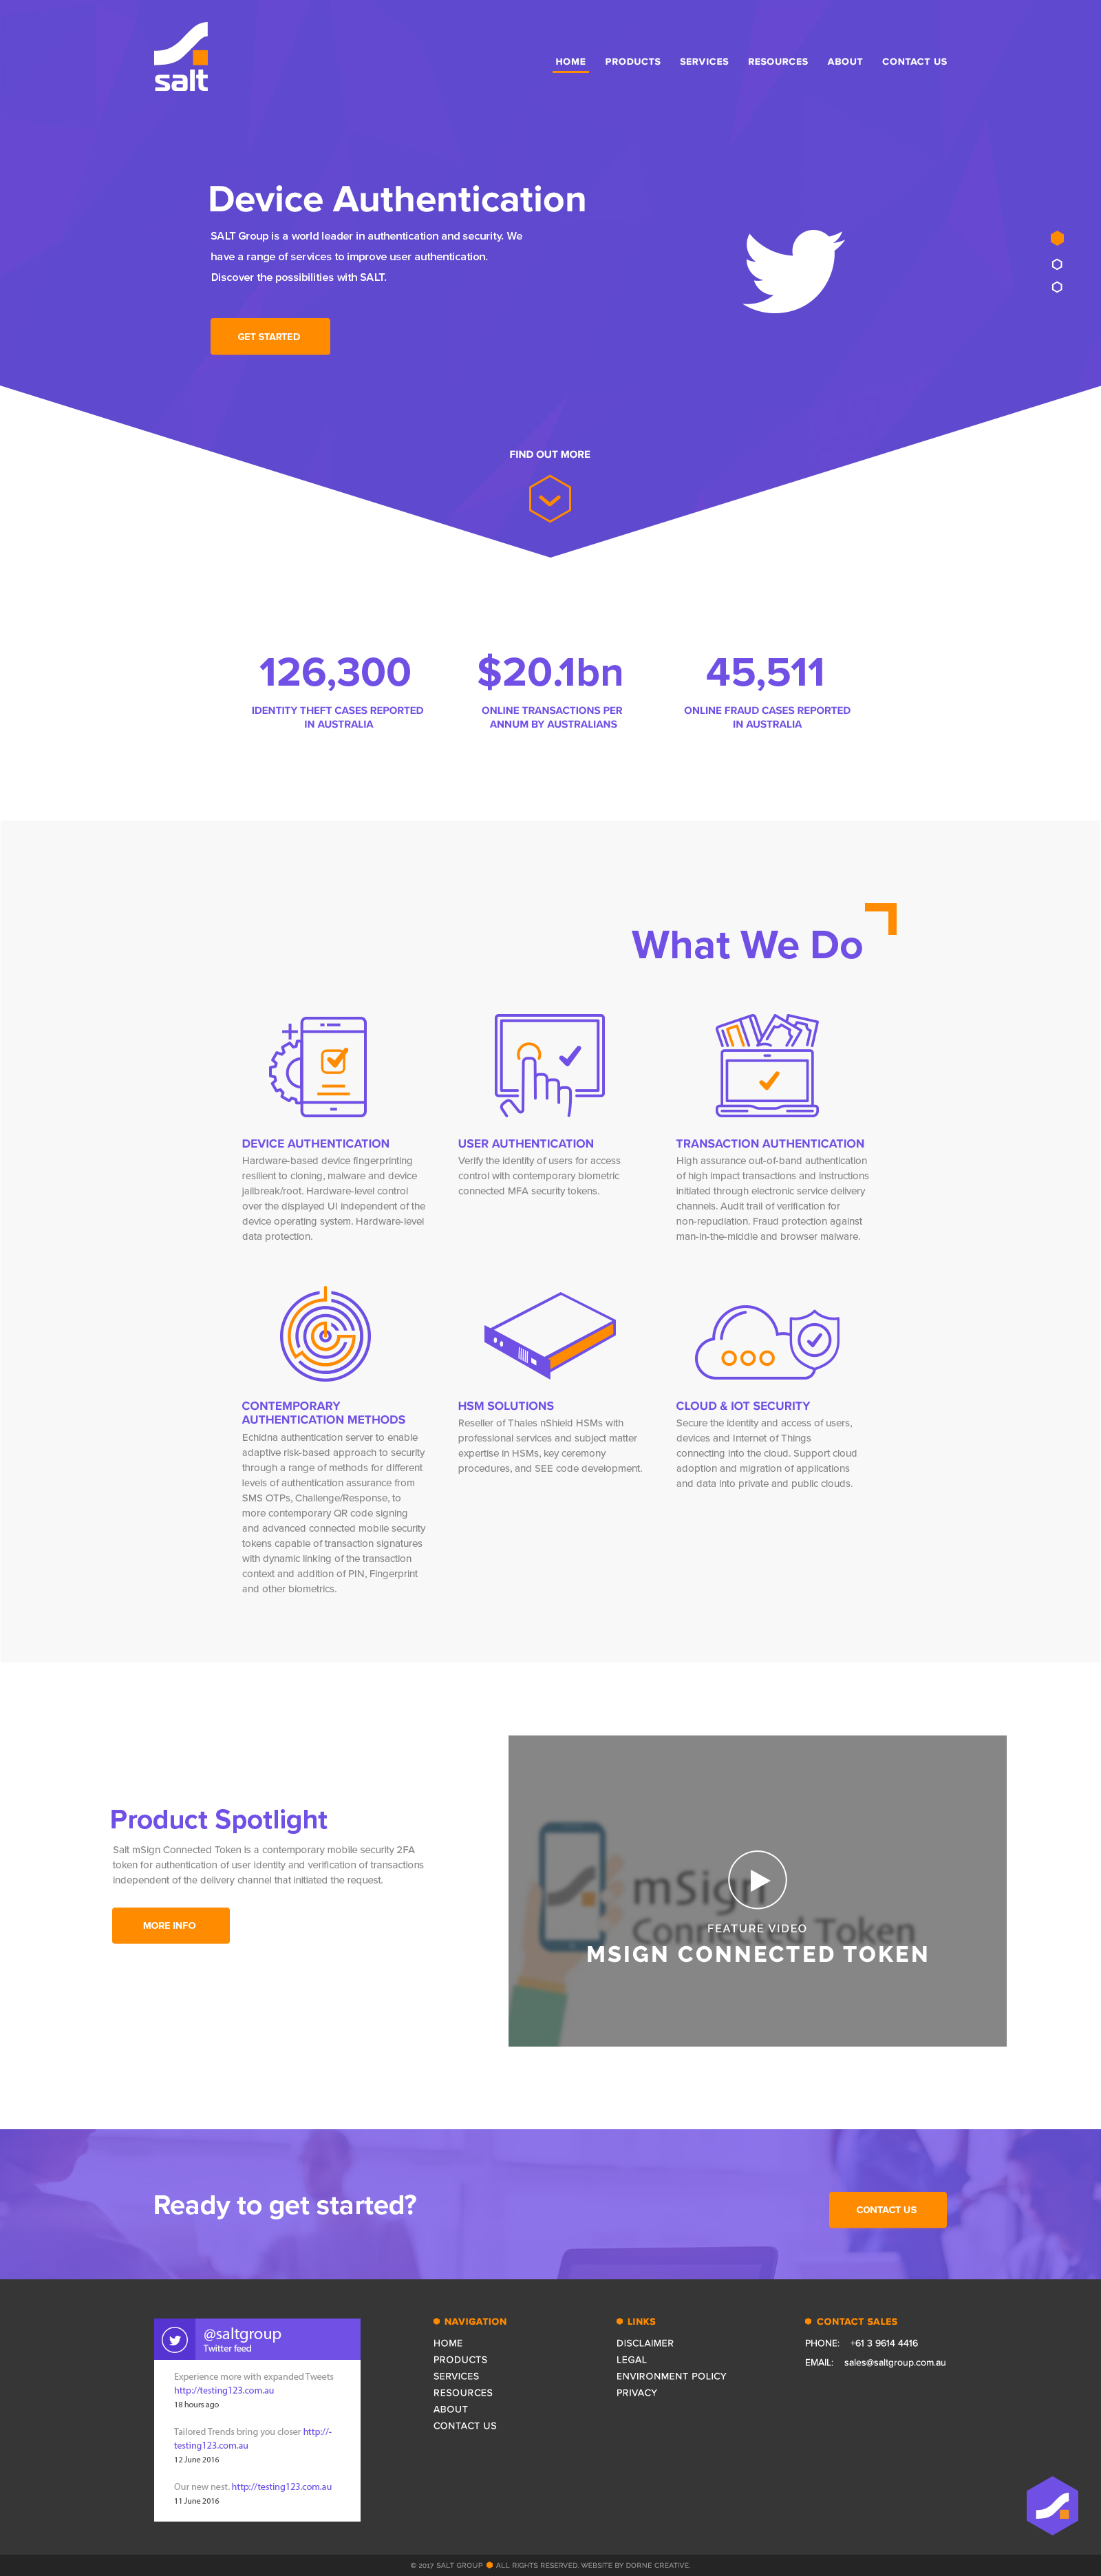 salt
HOME PRODUCTS SERVICES RESOURCES ABOUT CONTACT US
Device Authentication
SALT Group is a world leader in authentication and security. We
have a range of services to improve user authentication.
Discover the possibilities with SALT.
GET STARTED
FIND OUT MORE
126,300
IDENTITY THEFT CASES REPORTED
IN AUSTRALIA
$20.1bn
ONLINE TRANSACTIONS PER
ANNUM BY AUSTRALIANS
45,511
ONLINE FRAUD CASES REPORTED
IN AUSTRALIA
What We Do
DEVICE AUTHENTICATION
Hardware-based device fingerprinting
resilient to cloning, malware and device
jailbreak/root. Hardware-level control
over the displayed UI independent of the
device operating system. Hardware-level
data protection.
USER AUTHENTICATION
Verify the identity of users for access
control with contemporary biometric
connected MFA security tokens.
TRANSACTION AUTHENTICATION
High assurance out-of-band authentication
of high impact transactions and instructions
initiated through electronic service delivery
channels. Audit trail of verification for
non-repudiation. Fraud protection against
man-in-the-middle and browser malware.
CONTEMPORARY
AUTHENTICATION METHODS
Echidna authentication server to enable
adaptive risk-based approach to security
through a range of methods for different
levels of authentication assurance from
SMS OTPs, Challenge/Response, to
more contemporary QR code signing
and advanced connected mobile security
tokens capable of transaction signatures
with dynamic linking of the transaction
context and addition of PIN, Fingerprint
and other biometrics.
HSM SOLUTIONS
Reseller of Thales nShield HSMs with
professional services and subject matter
expertise in HSMs, key ceremony
procedures, and SEE code development.
CLOUD & IOT SECURITY
Secure the identity and access of users,
devices and Internet of Things
connecting into the cloud. Support cloud
adoption and migration of applications
and data into private and public clouds.
Product Spotlight
Salt mSign Connected Token is a contemporary mobile security 2FA
token for authentication of user identity and verification of transactions
independent of the delivery channel that initiated the request.
MORE INFO
mSign
Connected Token
FEATURE VIDEO
MSIGN CONNECTED TOKEN
Ready to get started?
CONTACT US
@saltgroup
Twitter feed
Experience more with expanded Tweets
http://testing123.com.au
18 hours ago
Tailored Trends bring you closer http://-
testing123.com.au
12 June 2016
Our new nest. http://testing123.com.au
11 June 2016
NAVIGATION
HOME
PRODUCTS
SERVICES
RESOURCES
ABOUT
CONTACT US
LINKS
DISCLAIMER
LEGAL
ENVIRONMENT POLICY
PRIVACY
CONTACT SALES
PHONE: +61 3 9614 4416
EMAIL: sales@saltgroup.com.au
© 2017 SALT GROUP ALL RIGHTS RESERVED. WEBSITE BY DORNE CREATIVE.